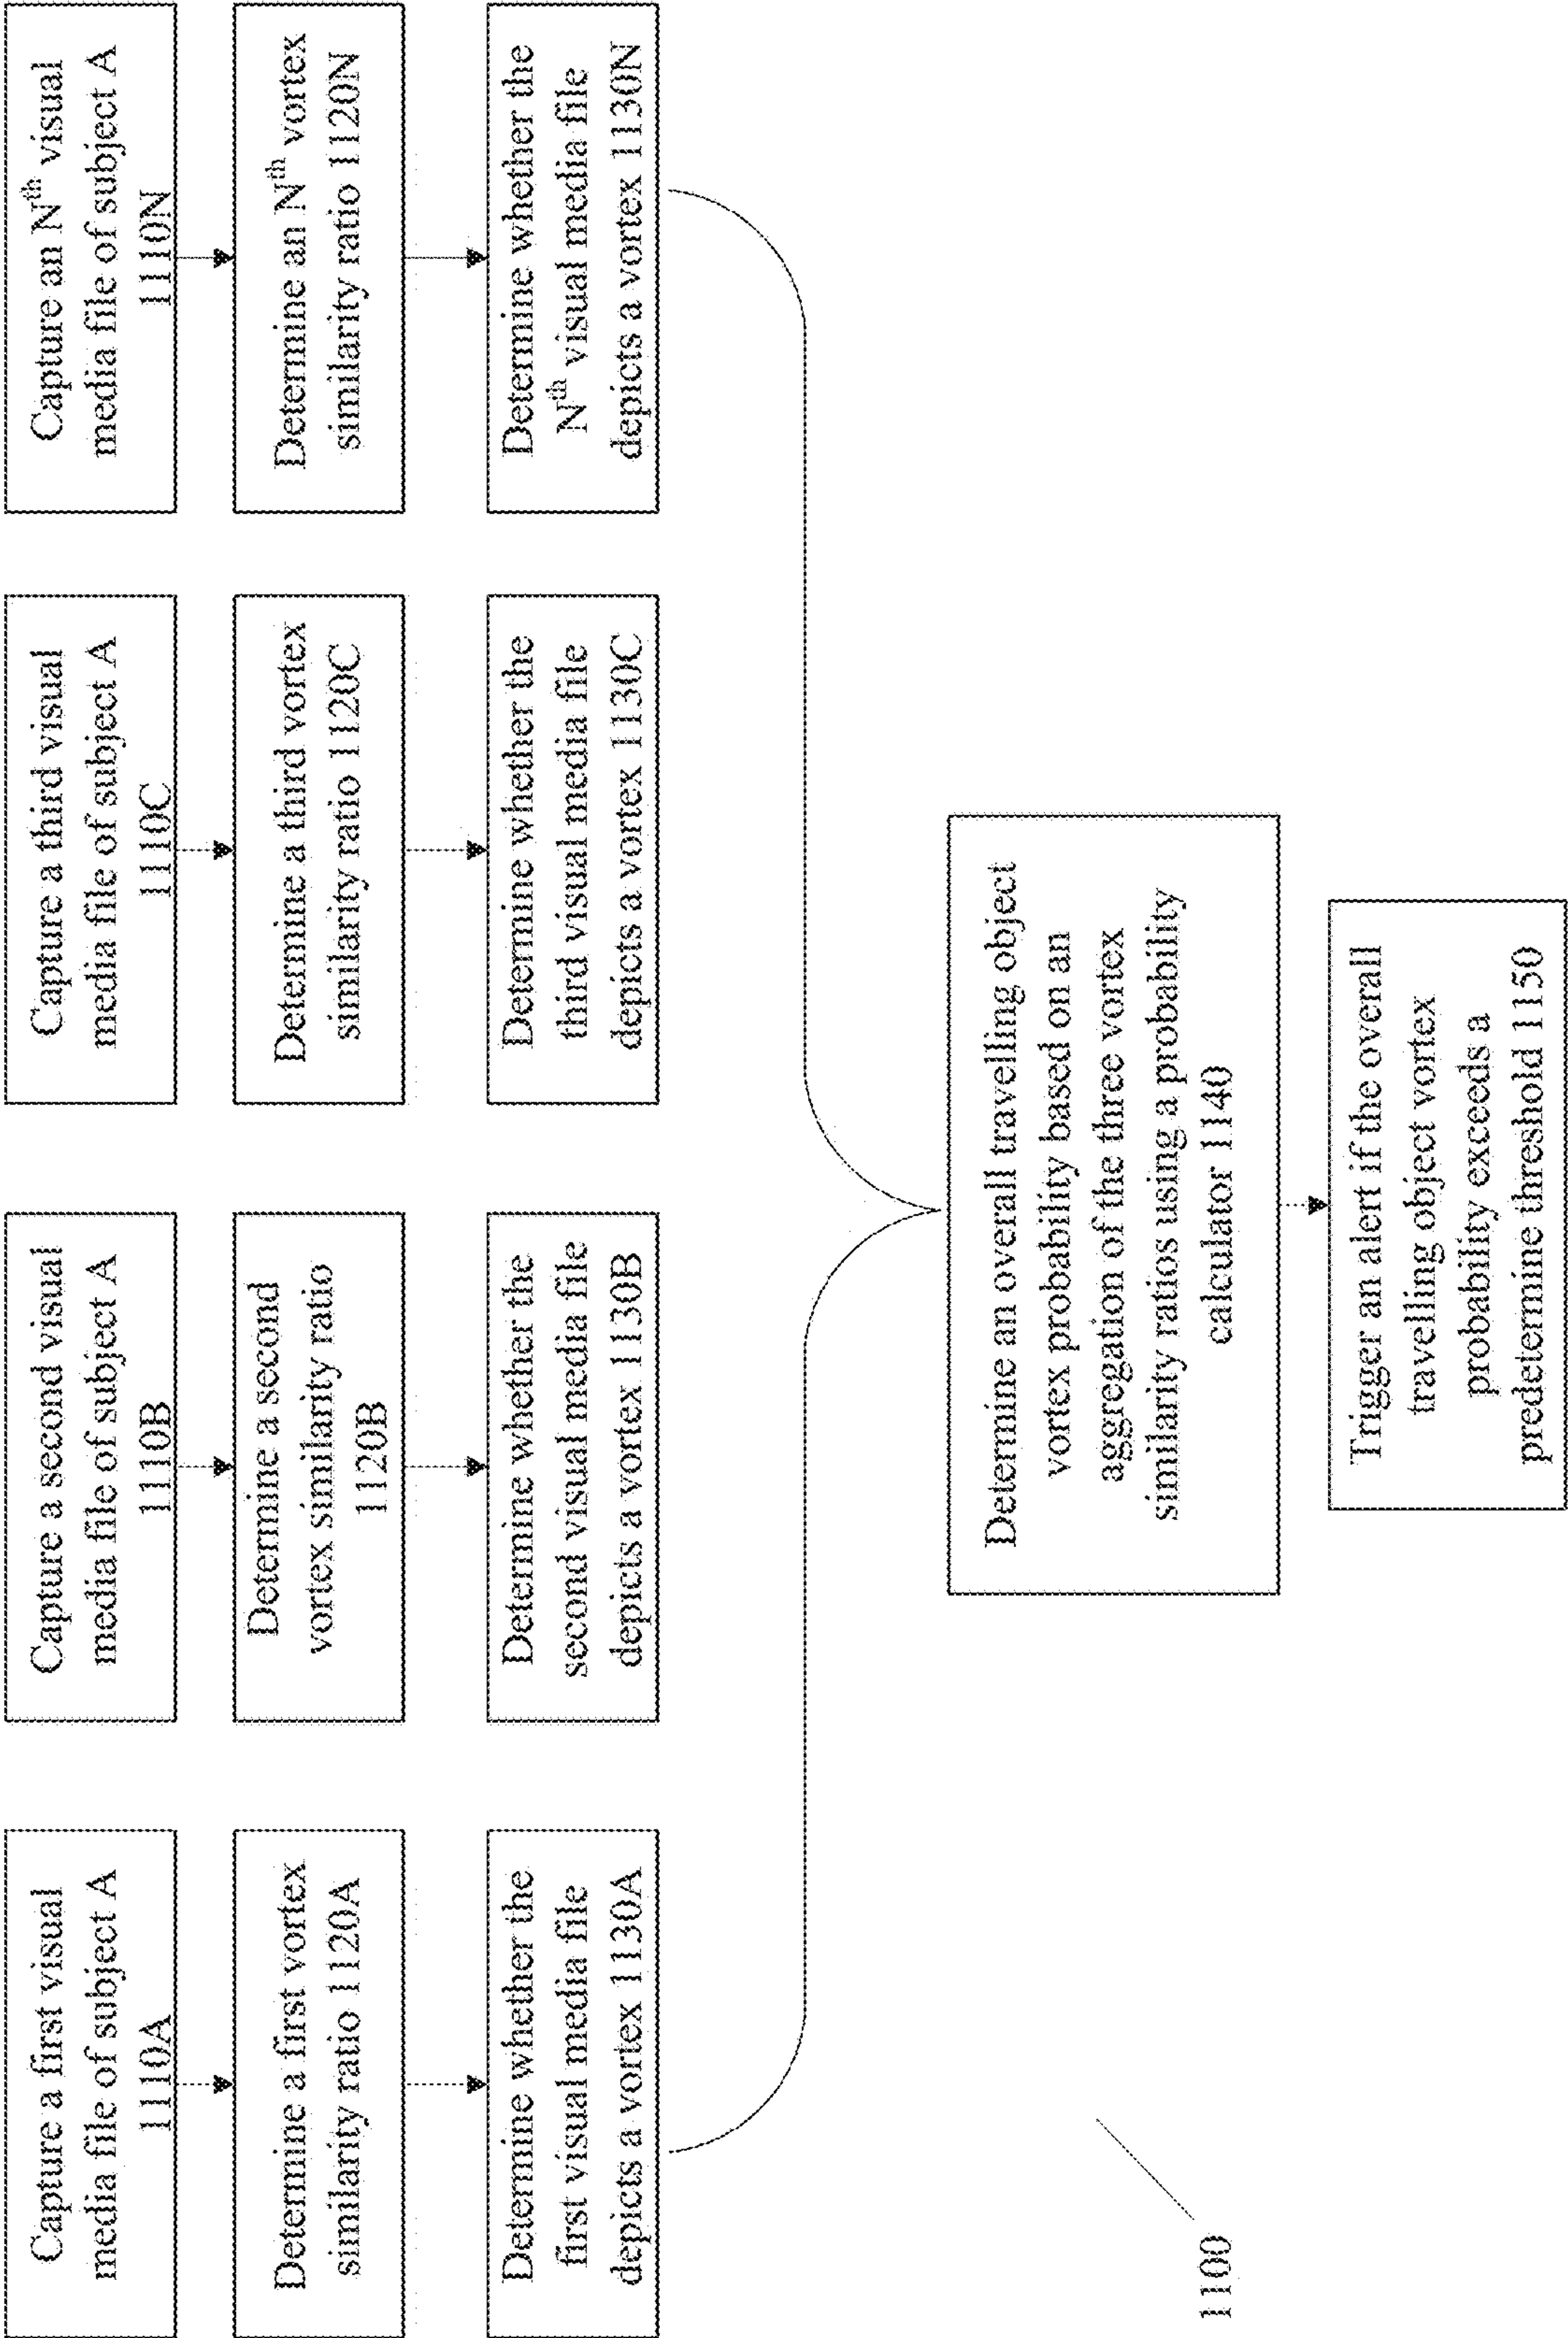 Capture a first visual
media file of subject A
1110A
Determine a first vortex
similarity ratio 1120A
Determine whether the
first visual media file
depicts a vortex 1130A
Capture a second visual
media file of subject A
1110B
Determine a second
vortex similarity ratio
1120B
Determine whether the
second visual media file
depicts a vortex 1130B
Capture a third visual
media file of subject A
1110C
Determine a third vortex
similarity ratio 1120C
Determine whether the
third visual media file
depicts a vortex 1130C
Capture an Nth visual
media file of subject A
1110N
Determine an Nth vortex
similarity ratio 1120N
Determine whether the
Nth visual media file
depicts a vortex 1130N
Determine an overall travelling object
vortex probability based on an
aggregation of the three vortex
similarity ratios using a probability
calculator 1140
Trigger an alert if the overall
travelling object vortex
probability exceeds a
predetermine threshold 1150
1100